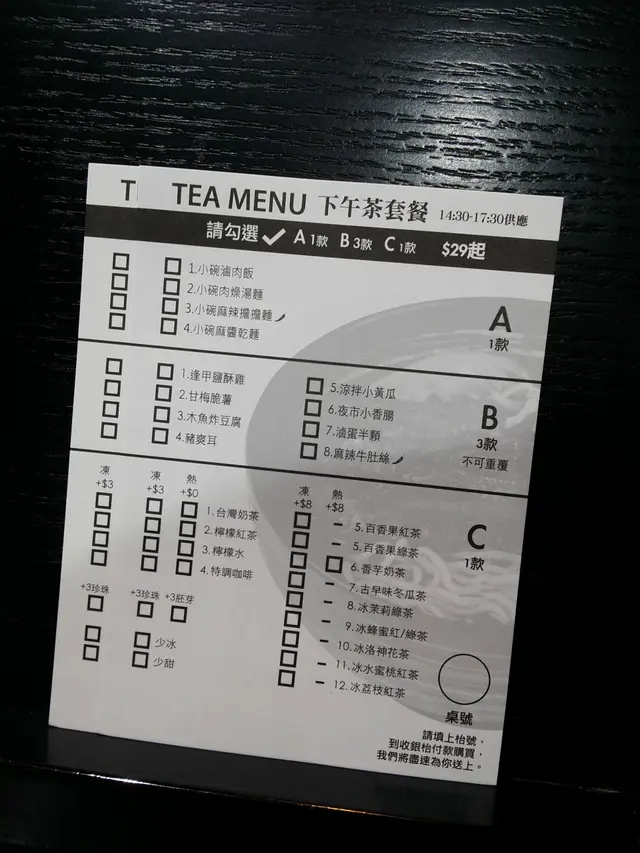 T TEA MENU 下午茶套餐 14:30-17:30供應
請勾選 A 1款 B 3款 C 1款 $29起
1.小碗滷肉飯
2.小碗肉燥湯麵
3.小碗麻辣擔擔麵
4.小碗麻醬乾麵
A
1款
1.逢甲鹽酥雞
2.甘梅脆薯
3.木魚炸豆腐
4.豬爽耳
5.涼拌小黃瓜
6.夜市小香腸
7.滷蛋半顆
8.麻辣牛肚絲
B
3款
不可重覆
凍 凍 熱
+$3 +$3 +$0
1.台灣奶茶
2.檸檬紅茶
3.檸檬水
4.特調咖啡
+3珍珠 +3珍珠 +3胚芽
少冰
少甜
凍 熱
+$8 +$8
5.百香果紅茶
5.百香果綠茶
6.香芋奶茶
7.古早味冬瓜茶
8.冰茉莉綠茶
9.冰蜂蜜紅/綠茶
10.冰洛神花茶
11.冰水蜜桃紅茶
12.冰荔枝紅茶
C
1款
桌號
請填上枱號，
到收銀枱付款購買，
我們將盡速為你送上。